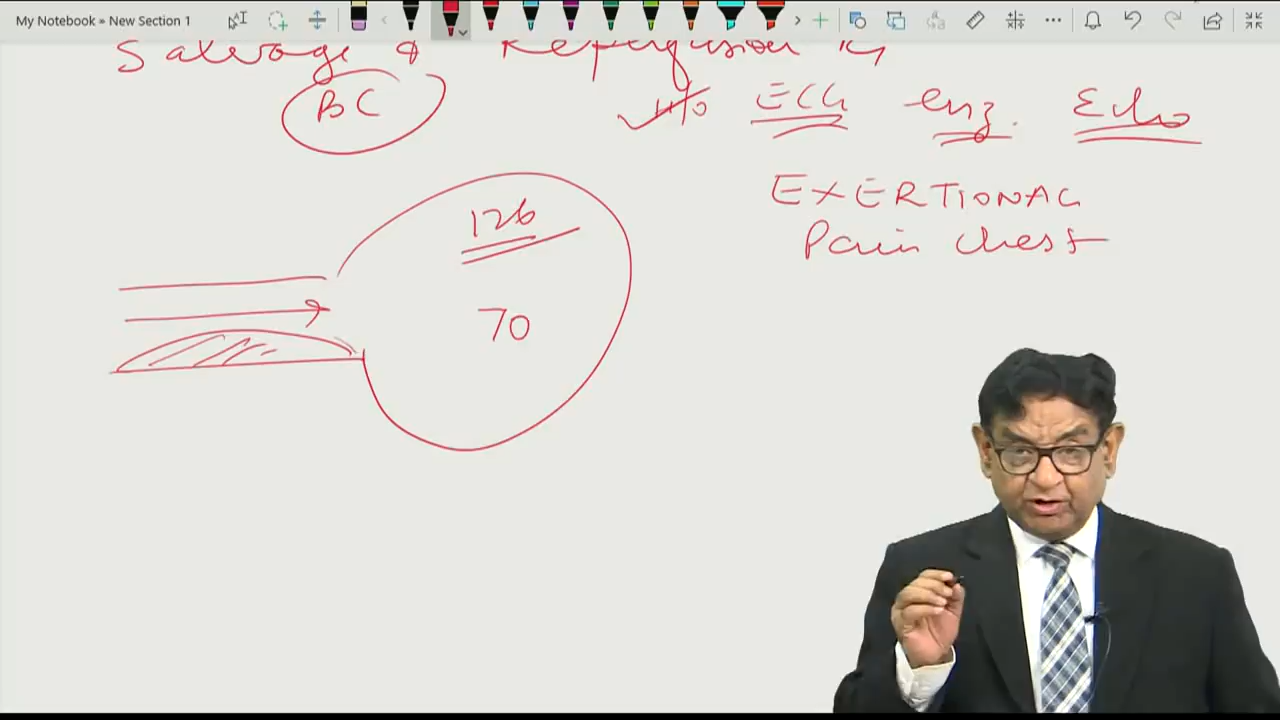 My Notebook » New Section 1
Salvage & Reperfusion
BC
H/o ECG enz. Echo
EXERTIONAL
Pain chest
126
70